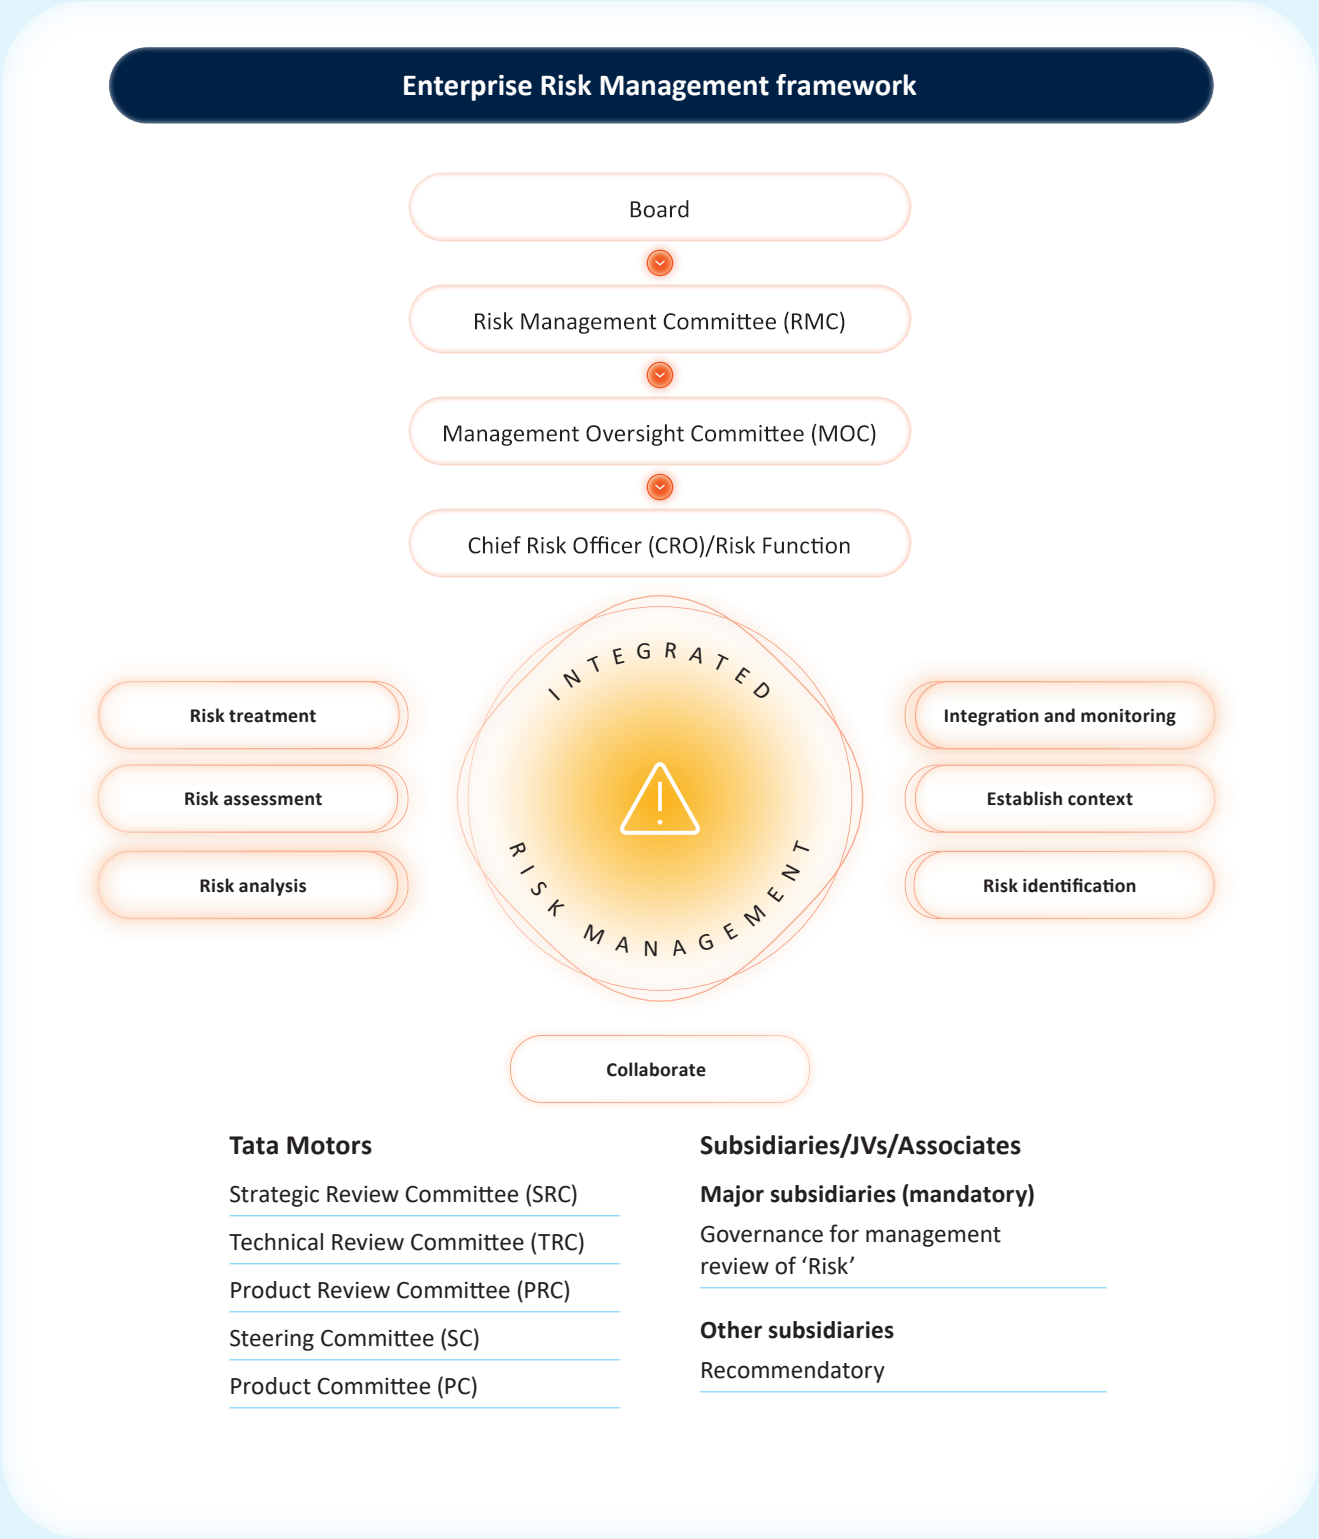 Enterprise Risk Management framework
Board
Risk Management Committee (RMC)
Management Oversight Committee (MOC)
Chief Risk Officer (CRO)/Risk Function
INTEGRATED
RISK MANAGEMENT
Risk treatment
Risk assessment
Risk analysis
Integration and monitoring
Establish context
Risk identification
Collaborate
Tata Motors
Strategic Review Committee (SRC)
Technical Review Committee (TRC)
Product Review Committee (PRC)
Steering Committee (SC)
Product Committee (PC)
Subsidiaries/JVs/Associates
Major subsidiaries (mandatory)
Governance for management
review of ‘Risk’
Other subsidiaries
Recommendatory